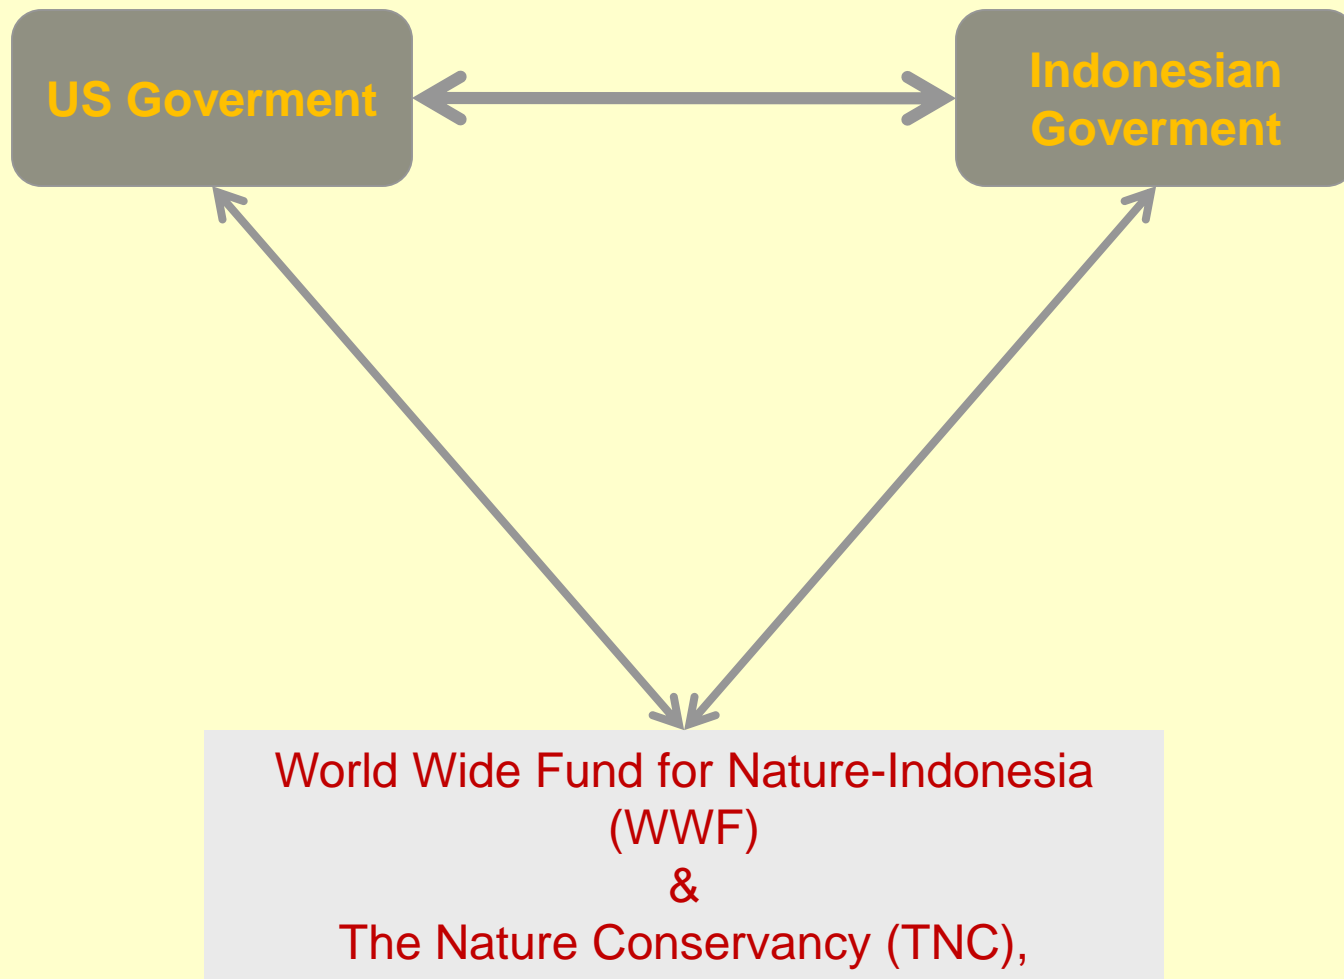 US Goverment
Indonesian
Goverment
World Wide Fund for Nature-Indonesia
(WWF)
&
The Nature Conservancy (TNC),